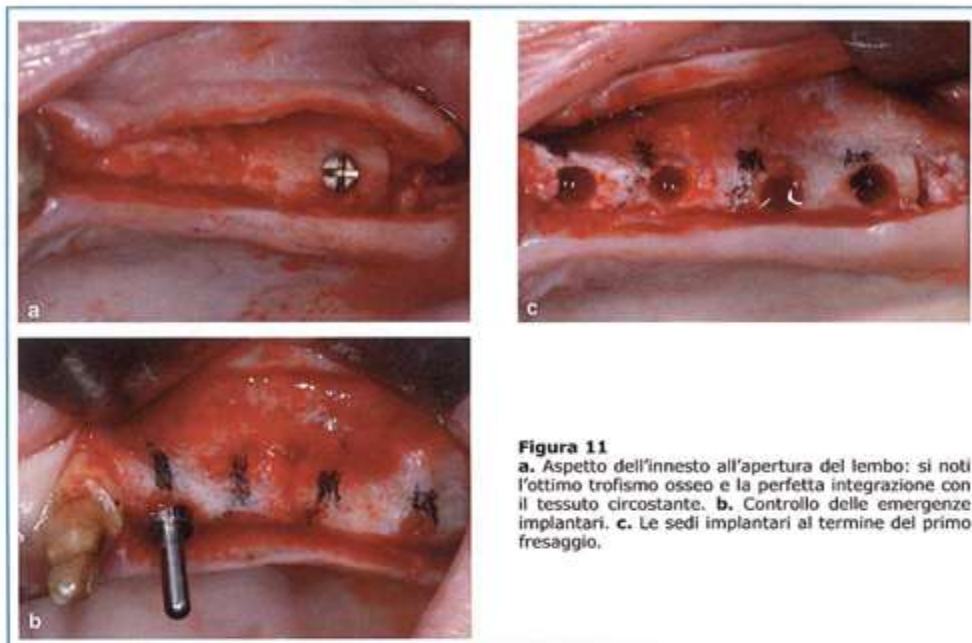 a
c
b
Figura 11
a. Aspetto dell'innesto all'apertura del lembo: si noti
l'ottimo trofismo osseo e la perfetta integrazione con
il tessuto circostante. b. Controllo delle emergenze
implantari. c. Le sedi implantari al termine del primo
fresaggio.